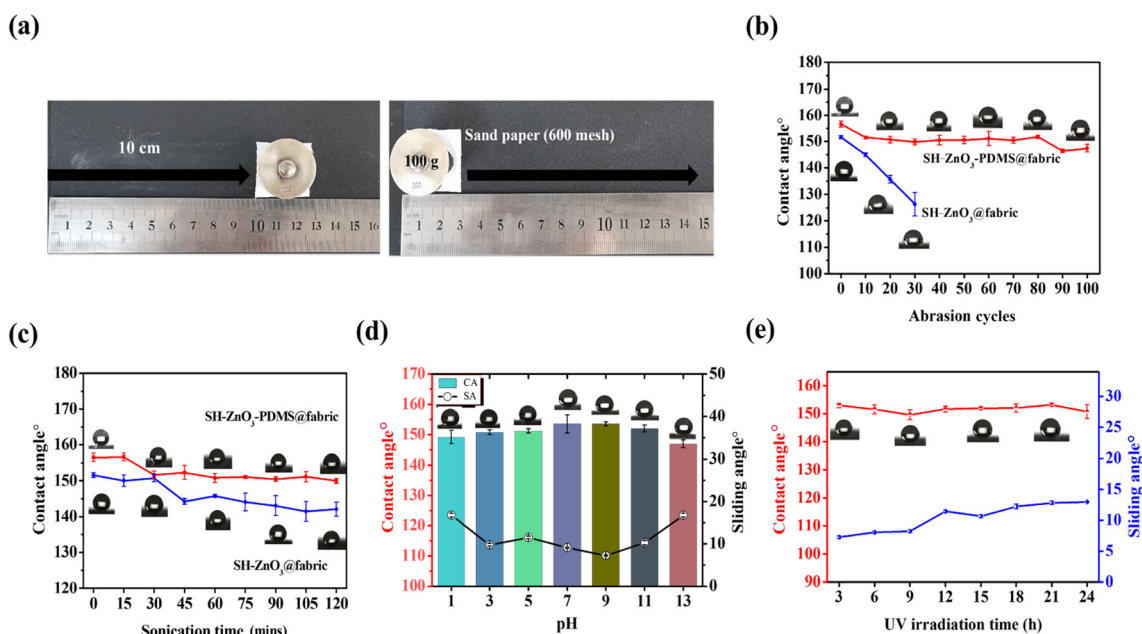 (a)
10 cm
1 2 3 4 5 6 7 8 9 10 11 12 13 14 15 16
Sand paper (600 mesh)
100 g
1 2 3 4 5 6 7 8 9 10 11 12 13 14 15
(b)
180
170
160
150
140
130
120
110
100
Contact angle°
SH-ZnO3-PDMS@fabric
SH-ZnO3@fabric
0 10 20 30 40 50 60 70 80 90 100
Abrasion cycles
(c)
180
170
160
150
140
130
120
Contact angle°
SH-ZnO3-PDMS@fabric
SH-ZnO3@fabric
0 15 30 45 60 75 90 105 120
Sonication time (mins)
(d)
170
160
150
140
130
120
110
100
Contact angle°
CA
SA
50
40
30
20
10
0
Sliding angle°
1 3 5 7 9 11 13
pH
(e)
160
150
140
130
120
110
100
90
Contact angle°
30
25
20
15
10
5
0
Sliding angle°
3 6 9 12 15 18 21 24
UV irradiation time (h)